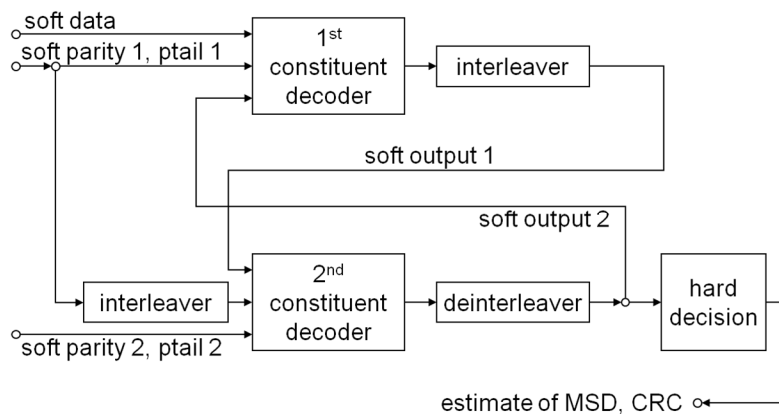 soft data
soft parity 1, ptail 1
1st
constituent
decoder
interleaver
soft output 1
soft output 2
interleaver
2nd
constituent
decoder
deinterleaver
hard
decision
soft parity 2, ptail 2
estimate of MSD, CRC